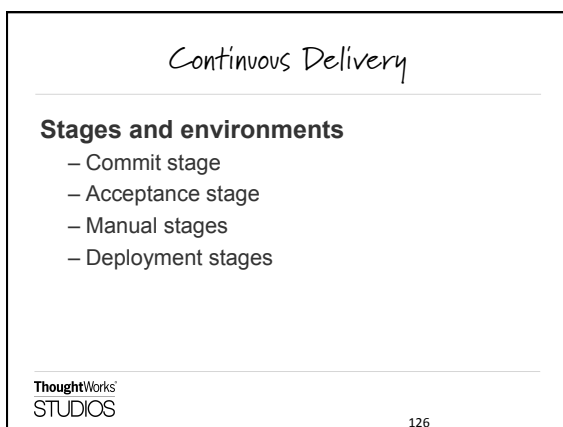 Continuous Delivery
Stages and environments
– Commit stage
– Acceptance stage
– Manual stages
– Deployment stages
ThoughtWorks'
STUDIOS
126